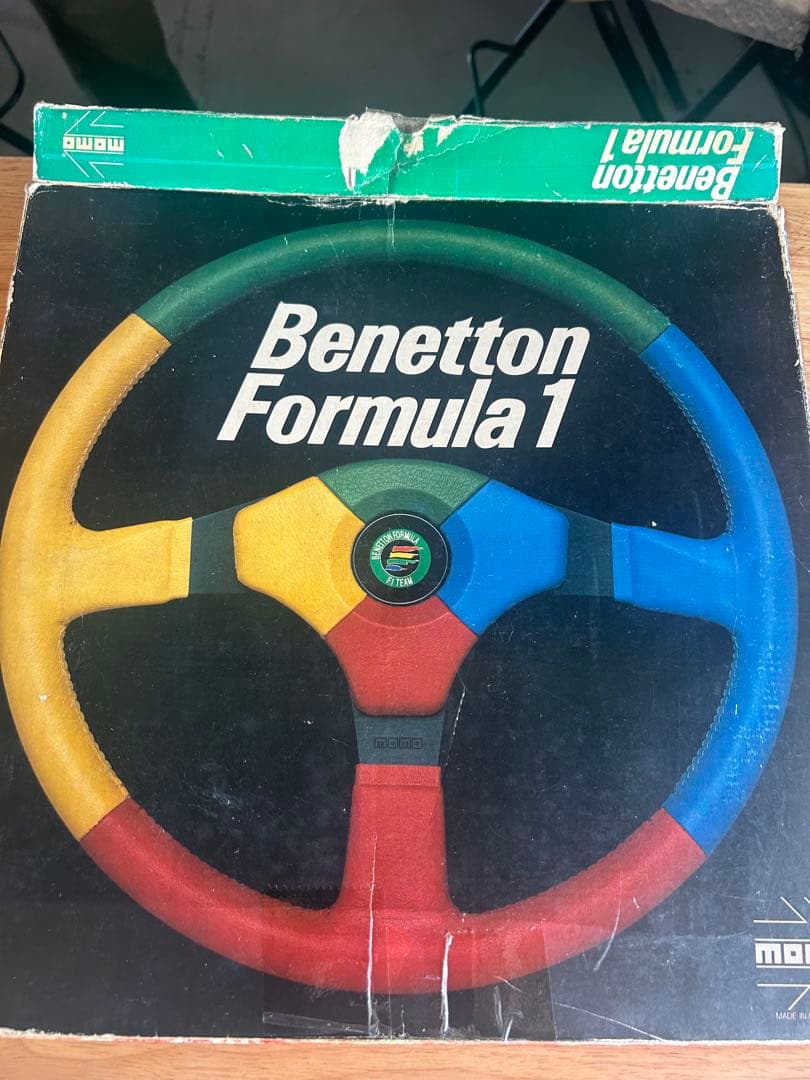 momo
Benetton
Formula 1
Benetton
Formula 1
BENETTON FORMULA
F1 TEAM
momo
MADE IN